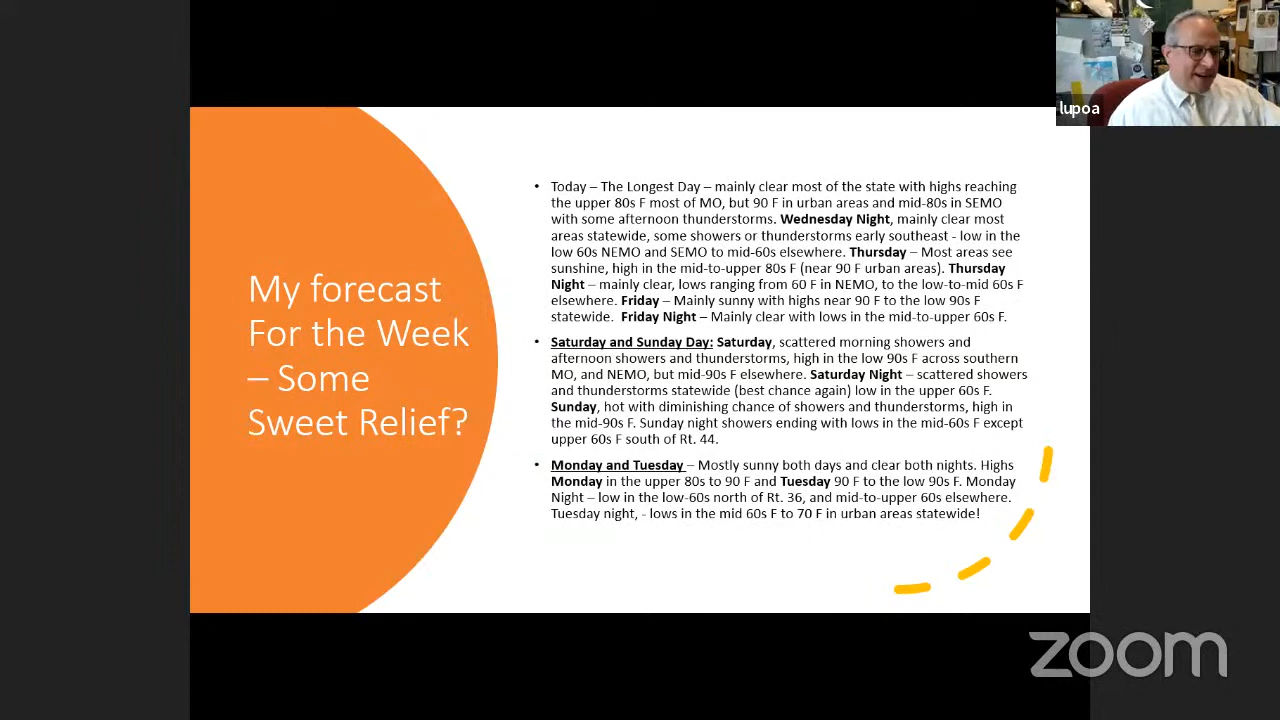 lupoa
My forecast
For the Week
– Some
Sweet Relief?
• Today – The Longest Day – mainly clear most of the state with highs reaching
the upper 80s F most of MO, but 90 F in urban areas and mid-80s in SEMO
with some afternoon thunderstorms. Wednesday Night, mainly clear most
areas statewide, some showers or thunderstorms early southeast - low in the
low 60s NEMO and SEMO to mid-60s elsewhere. Thursday – Most areas see
sunshine, high in the mid-to-upper 80s F (near 90 F urban areas). Thursday
Night – mainly clear, lows ranging from 60 F in NEMO, to the low-to-mid 60s F
elsewhere. Friday – Mainly sunny with highs near 90 F to the low 90s F
statewide. Friday Night – Mainly clear with lows in the mid-to-upper 60s F.
• Saturday and Sunday Day: Saturday, scattered morning showers and
afternoon showers and thunderstorms, high in the low 90s F across southern
MO, and NEMO, but mid-90s F elsewhere. Saturday Night – scattered showers
and thunderstorms statewide (best chance again) low in the upper 60s F.
Sunday, hot with diminishing chance of showers and thunderstorms, high in
the mid-90s F. Sunday night showers ending with lows in the mid-60s F except
upper 60s F south of Rt. 44.
• Monday and Tuesday – Mostly sunny both days and clear both nights. Highs
Monday in the upper 80s to 90 F and Tuesday 90 F to the low 90s F. Monday
Night – low in the low-60s north of Rt. 36, and mid-to-upper 60s elsewhere.
Tuesday night, - lows in the mid 60s F to 70 F in urban areas statewide!
zoom